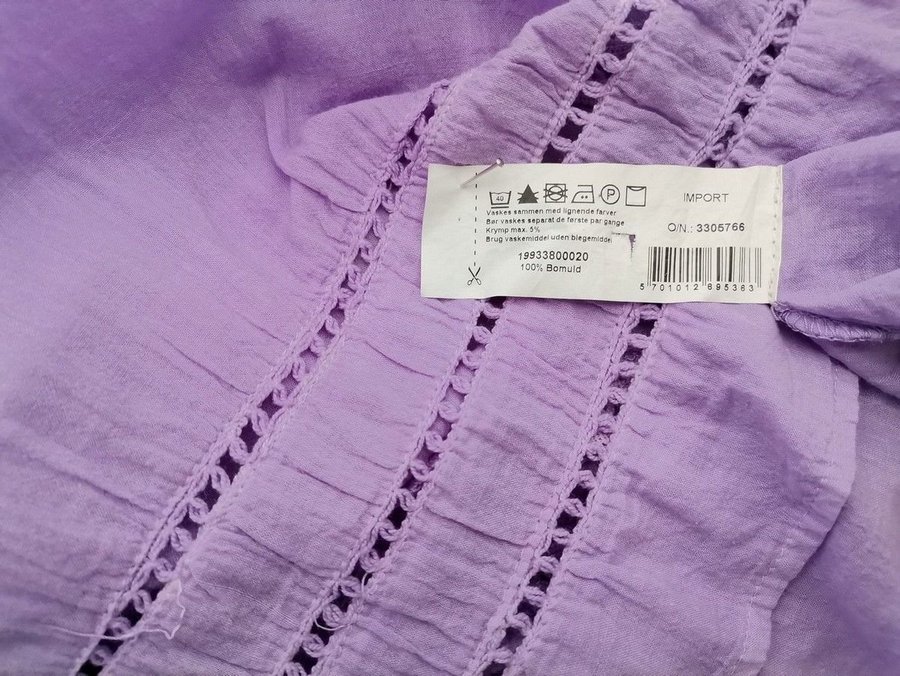 40
P
IMPORT
Vaskes sammen med lignende farver
Bør vaskes separat de første par gange
Krymp max. 5%
Brug vaskemiddel uden blegemiddel
O/N.: 3305766
19933800020
100% Bomuld
5 701012 695363